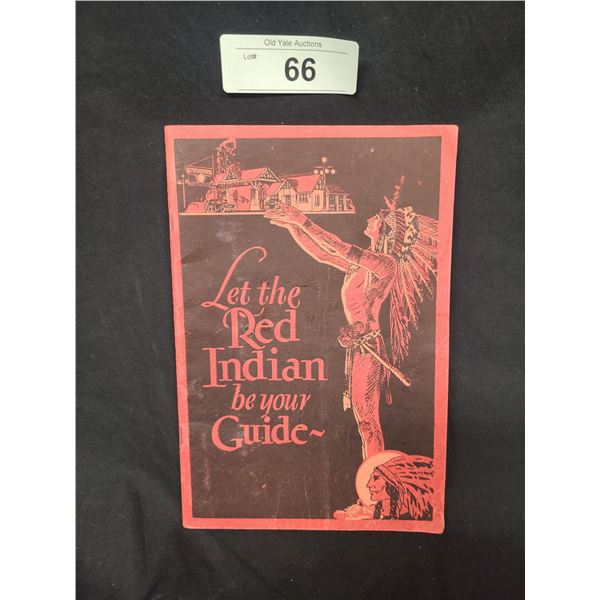 Old Yale Auctions
Lot#: 66
Let the
Red
Indian
be your
Guide~